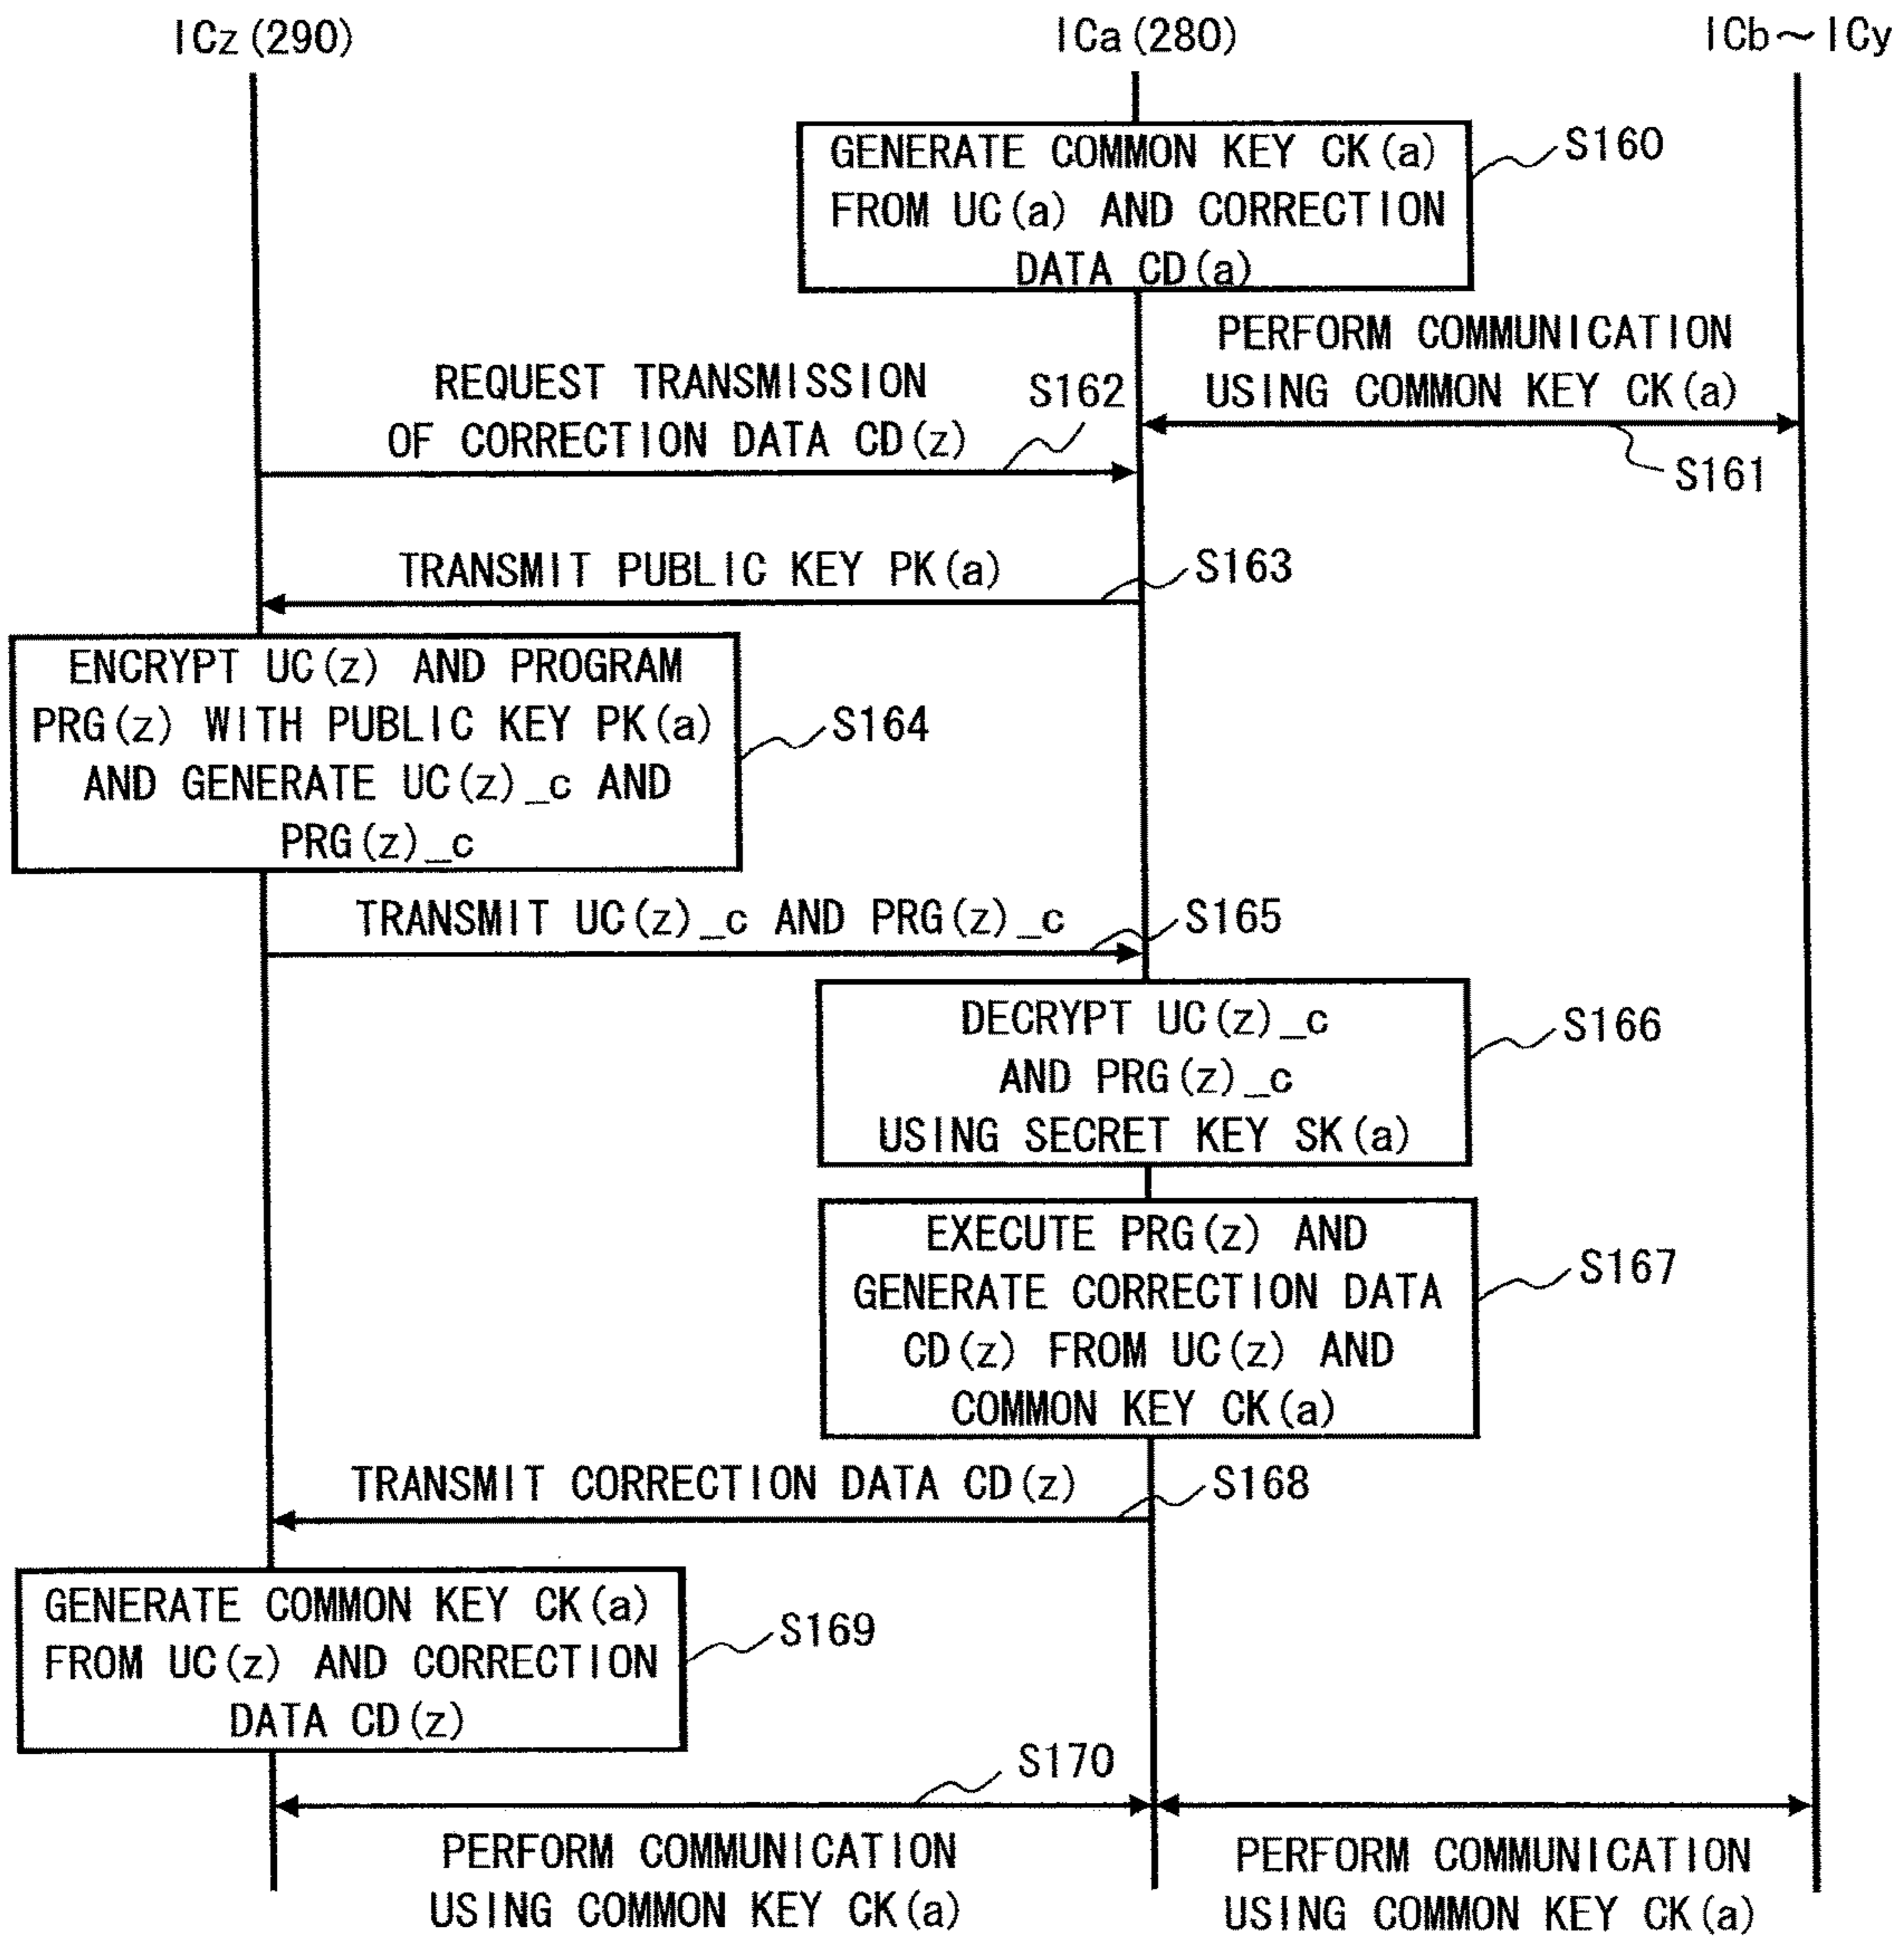 ICz(290)
ICa(280)
ICb~ICy
GENERATE COMMON KEY CK(a)
FROM UC(a) AND CORRECTION
DATA CD(a)
S160
PERFORM COMMUNICATION
USING COMMON KEY CK(a)
S161
REQUEST TRANSMISSION
OF CORRECTION DATA CD(z)
S162
TRANSMIT PUBLIC KEY PK(a)
S163
ENCRYPT UC(z) AND PROGRAM
PRG(z) WITH PUBLIC KEY PK(a)
AND GENERATE UC(z)_c AND
PRG(z)_c
S164
TRANSMIT UC(z)_c AND PRG(z)_c
S165
DECRYPT UC(z)_c
AND PRG(z)_c
USING SECRET KEY SK(a)
S166
EXECUTE PRG(z) AND
GENERATE CORRECTION DATA
CD(z) FROM UC(z) AND
COMMON KEY CK(a)
S167
TRANSMIT CORRECTION DATA CD(z)
S168
GENERATE COMMON KEY CK(a)
FROM UC(z) AND CORRECTION
DATA CD(z)
S169
S170
PERFORM COMMUNICATION
USING COMMON KEY CK(a)
PERFORM COMMUNICATION
USING COMMON KEY CK(a)